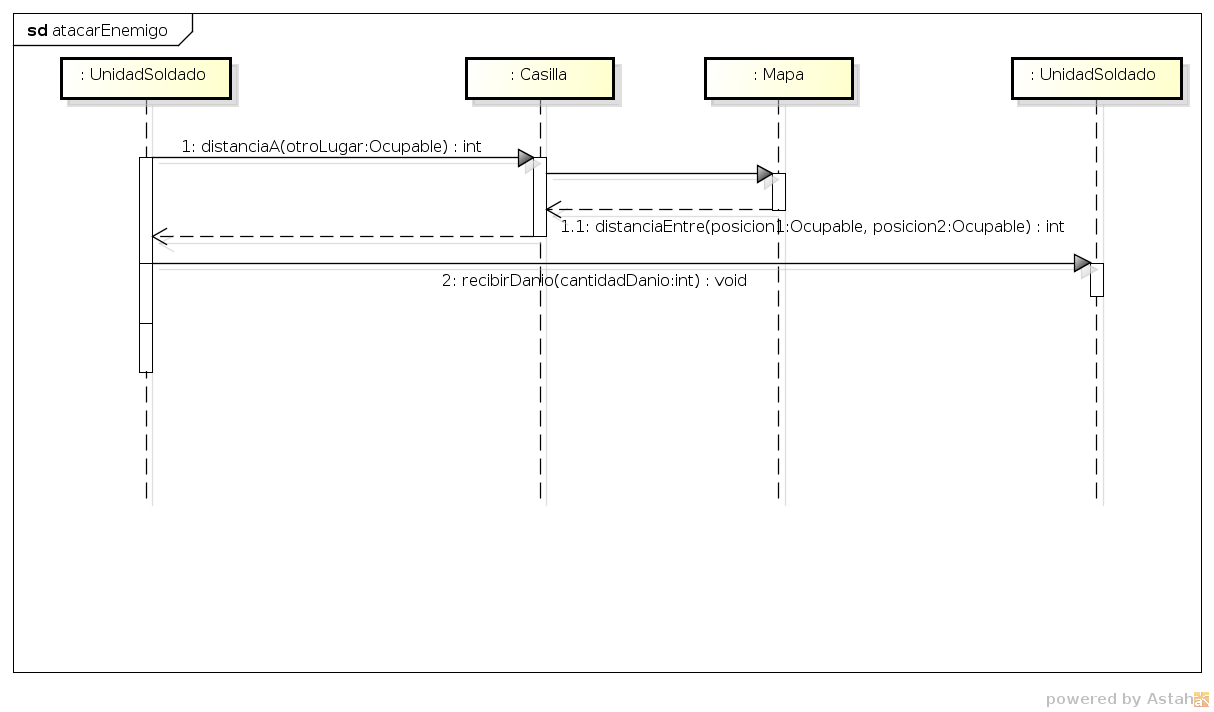 sd atacarEnemigo
: UnidadSoldado
: Casilla
: Mapa
: UnidadSoldado
1: distanciaA(otroLugar:Ocupable) : int
1.1: distanciaEntre(posicion1:Ocupable, posicion2:Ocupable) : int
2: recibirDanio(cantidadDanio:int) : void
powered by Astah